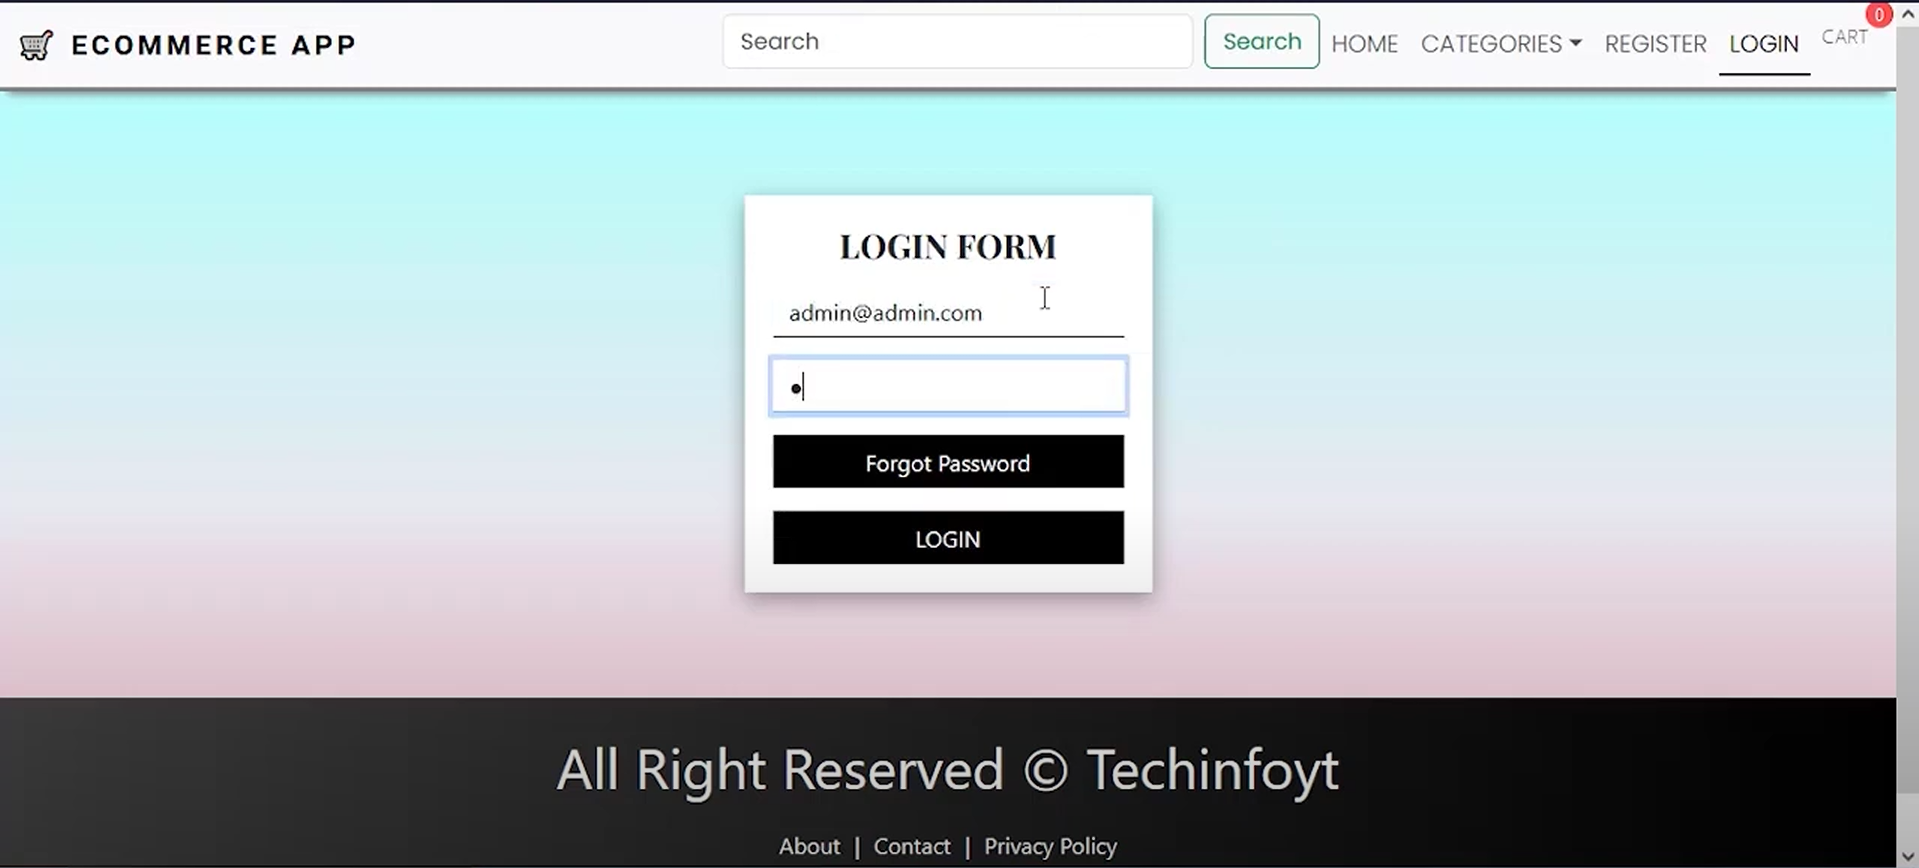 ECOMMERCE APP
Search Search HOME CATEGORIES REGISTER LOGIN CART 0
LOGIN FORM
admin@admin.com
Forgot Password
LOGIN
All Right Reserved © Techinfoyt
About | Contact | Privacy Policy